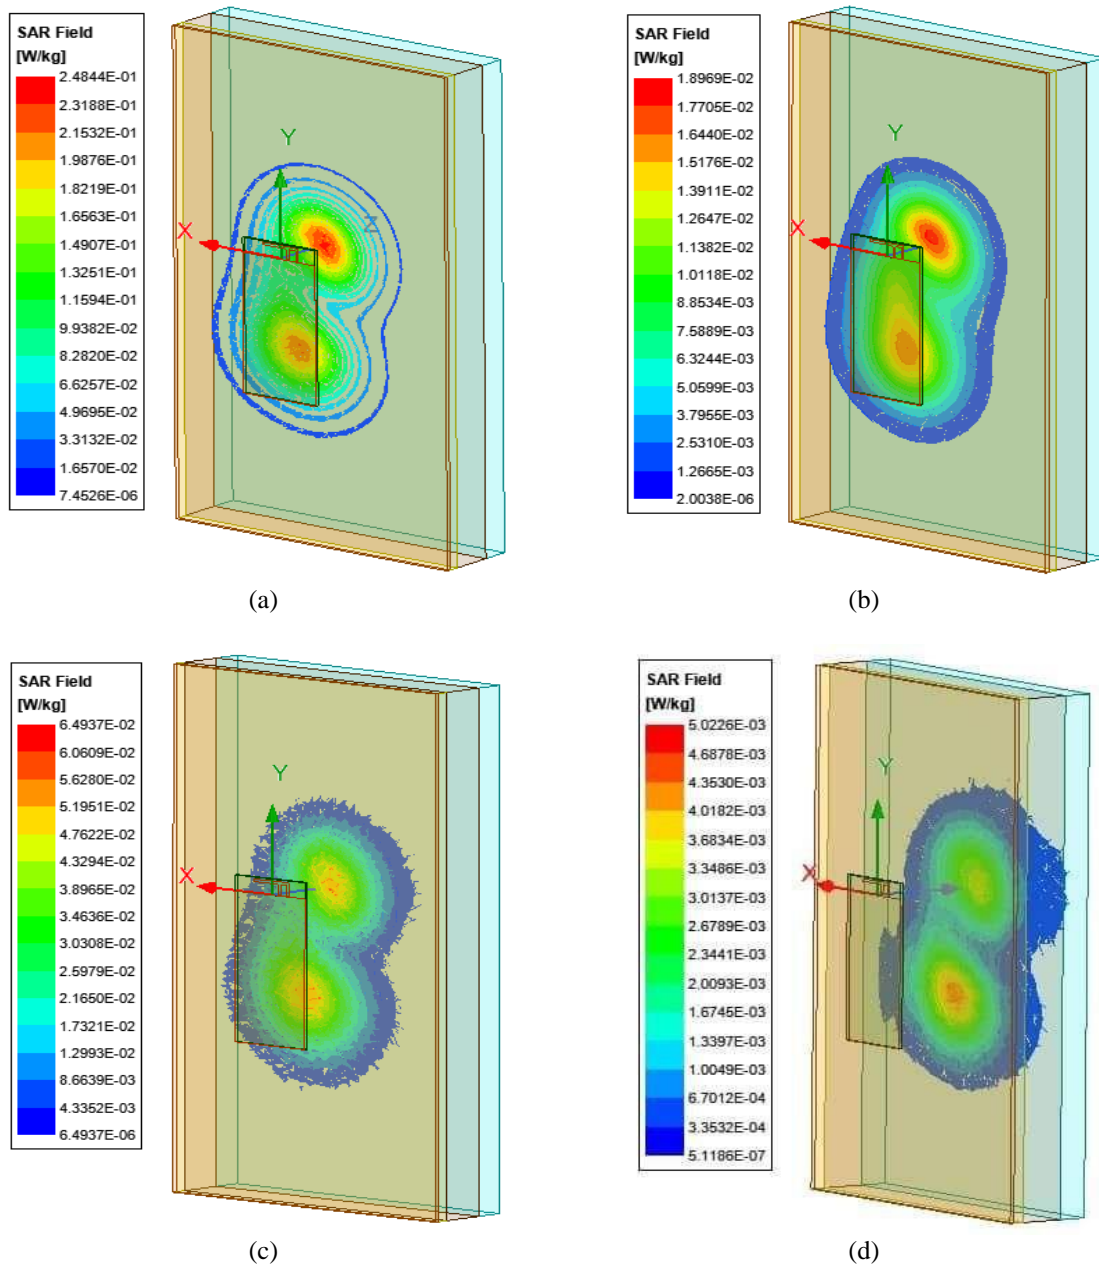 SAR Field
[W/kg]
2.4844E-01
2.3188E-01
2.1532E-01
1.9876E-01
1.8219E-01
1.6563E-01
1.4907E-01
1.3251E-01
1.1594E-01
9.9382E-02
8.2820E-02
6.6257E-02
4.9695E-02
3.3132E-02
1.6570E-02
7.4526E-06
Y
X
Z
(a)
SAR Field
[W/kg]
1.8969E-02
1.7705E-02
1.6440E-02
1.5176E-02
1.3911E-02
1.2647E-02
1.1382E-02
1.0118E-02
8.8534E-03
7.5889E-03
6.3244E-03
5.0599E-03
3.7955E-03
2.5310E-03
1.2665E-03
2.0038E-06
Y
X
(b)
SAR Field
[W/kg]
6.4937E-02
6.0609E-02
5.6280E-02
5.1951E-02
4.7622E-02
4.3294E-02
3.8965E-02
3.4636E-02
3.0308E-02
2.5979E-02
2.1650E-02
1.7321E-02
1.2993E-02
8.6639E-03
4.3352E-03
6.4937E-06
Y
X
(c)
SAR Field
[W/kg]
5.0226E-03
4.6878E-03
4.3530E-03
4.0182E-03
3.6834E-03
3.3486E-03
3.0137E-03
2.6789E-03
2.3441E-03
2.0093E-03
1.6745E-03
1.3397E-03
1.0049E-03
6.7012E-04
3.3532E-04
5.1186E-07
Y
X
(d)